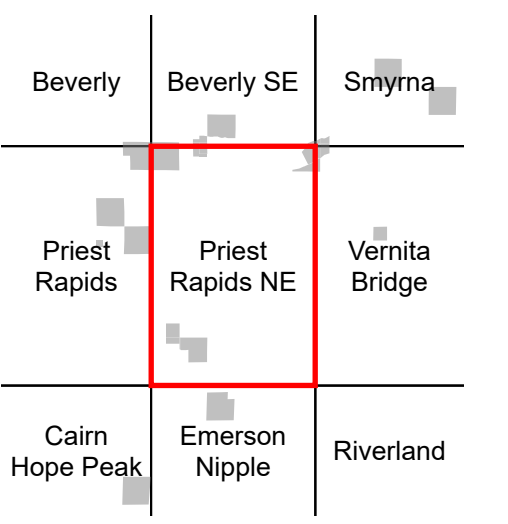 Beverly
Beverly SE
Smyrna
Priest
Rapids
Priest
Rapids NE
Vernita
Bridge
Cairn
Hope Peak
Emerson
Nipple
Riverland